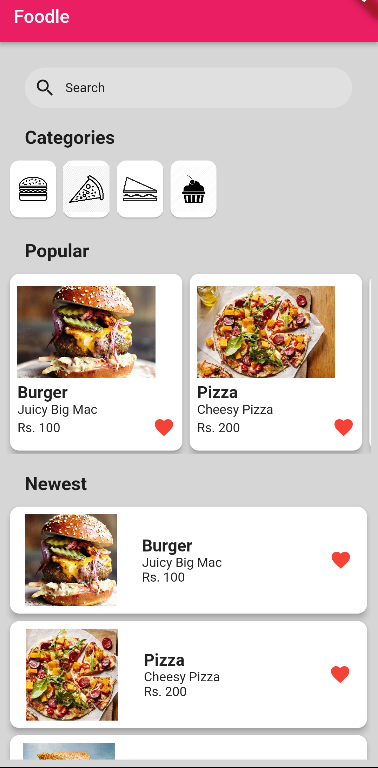 Foodle
Search
Categories
Popular
Burger
Juicy Big Mac
Rs. 100
Pizza
Cheesy Pizza
Rs. 200
Newest
Burger
Juicy Big Mac
Rs. 100
Pizza
Cheesy Pizza
Rs. 200